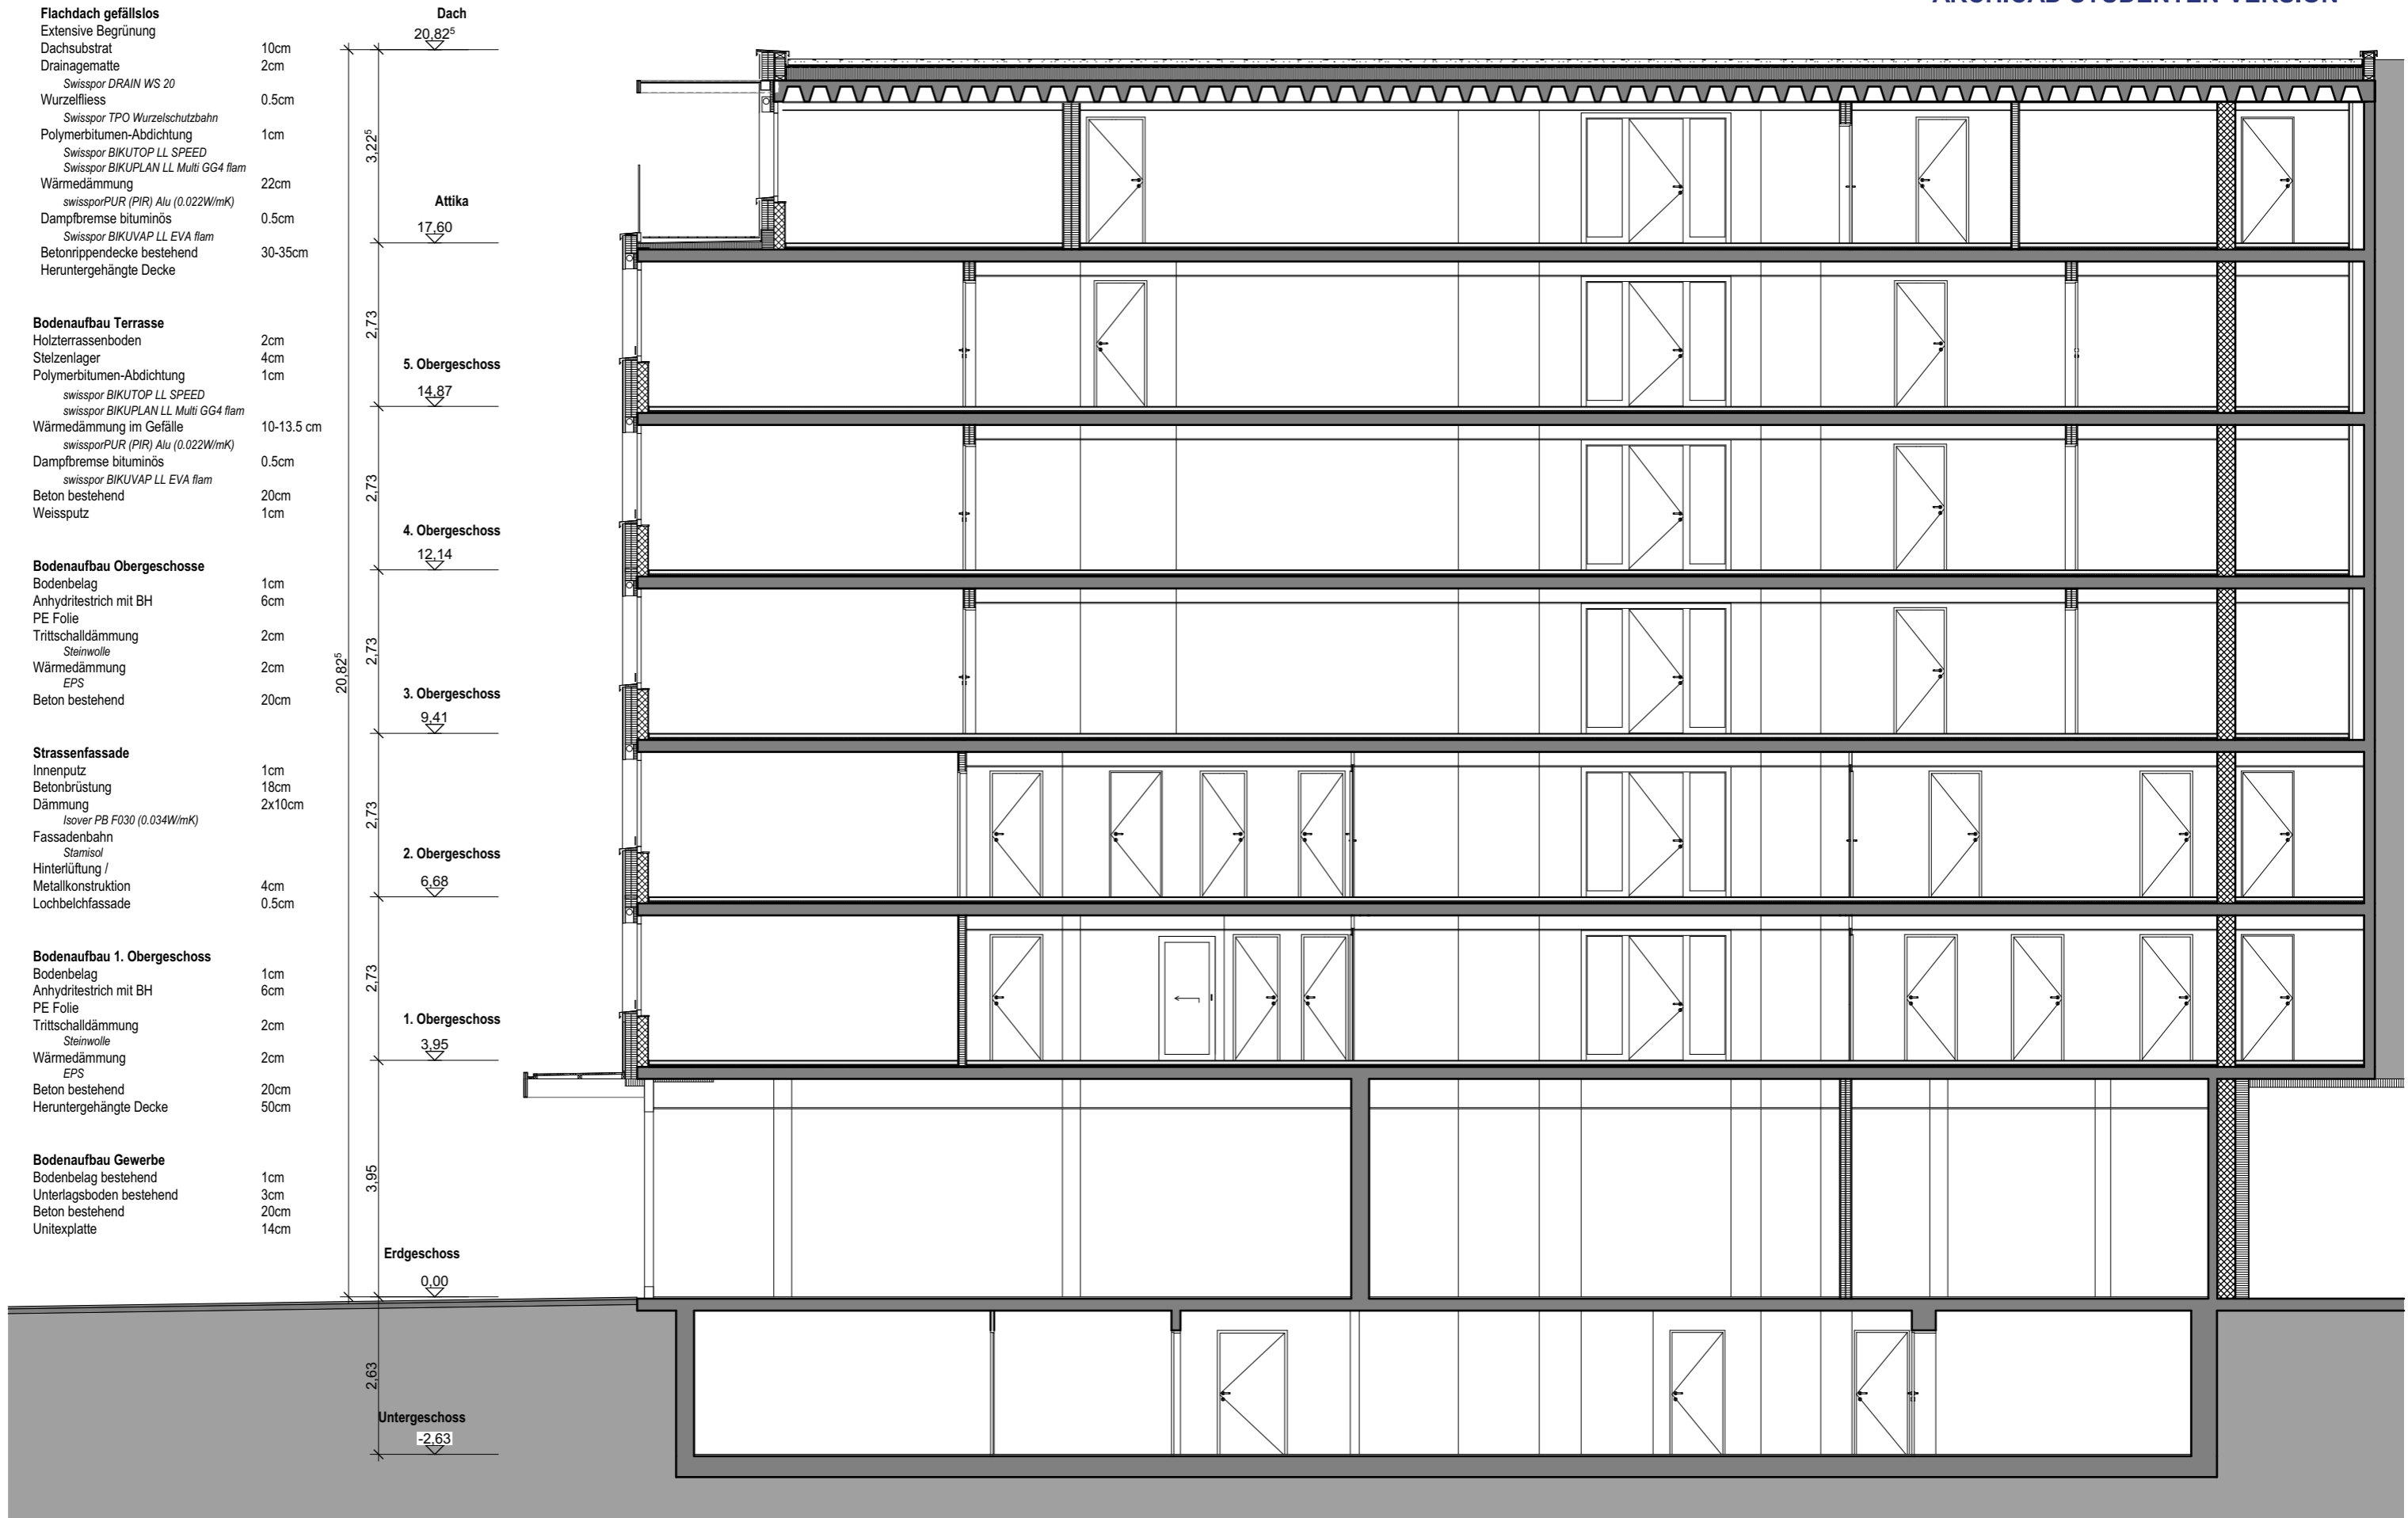 ARCHICAD STUDENTEN-VERSION
Flachdach gefällslos
Extensive Begrünung
Dachsubstrat 10cm
Drainagematte 2cm
Swisspor DRAIN WS 20
Wurzelfliess 0.5cm
Swisspor TPO Wurzelschutzbahn
Polymerbitumen-Abdichtung 1cm
Swisspor BIKUTOP LL SPEED
Swisspor BIKUPLAN LL Multi GG4 flam
Wärmedämmung 22cm
swissporPUR (PIR) Alu (0.022W/mK)
Dampfbremse bituminös 0.5cm
Swisspor BIKUVAP LL EVA flam
Betonrippendecke bestehend 30-35cm
Heruntergehängte Decke
Bodenaufbau Terrasse
Holzterrassenboden 2cm
Stelzenlager 4cm
Polymerbitumen-Abdichtung 1cm
swisspor BIKUTOP LL SPEED
swisspor BIKUPLAN LL Multi GG4 flam
Wärmedämmung im Gefälle 10-13.5 cm
swissporPUR (PIR) Alu (0.022W/mK)
Dampfbremse bituminös 0.5cm
swisspor BIKUVAP LL EVA flam
Beton bestehend 20cm
Weissputz 1cm
Bodenaufbau Obergeschosse
Bodenbelag 1cm
Anhydritestrich mit BH 6cm
PE Folie
Trittschalldämmung 2cm
Steinwolle
Wärmedämmung 2cm
EPS
Beton bestehend 20cm
Strassenfassade
Innenputz 1cm
Betonbrüstung 18cm
Dämmung 2x10cm
Isover PB F030 (0.034W/mK)
Fassadenbahn
Stamisol
Hinterlüftung /
Metallkonstruktion 4cm
Lochbelchfassade 0.5cm
Bodenaufbau 1. Obergeschoss
Bodenbelag 1cm
Anhydritestrich mit BH 6cm
PE Folie
Trittschalldämmung 2cm
Steinwolle
Wärmedämmung 2cm
EPS
Beton bestehend 20cm
Heruntergehängte Decke 50cm
Bodenaufbau Gewerbe
Bodenbelag bestehend 1cm
Unterlagsboden bestehend 3cm
Beton bestehend 20cm
Unitexplatte 14cm
20,82⁵
3,22⁵
2,73
2,73
2,73
2,73
2,73
3,95
2,63
Dach
20,82⁵
Attika
17,60
5. Obergeschoss
14,87
4. Obergeschoss
12,14
3. Obergeschoss
9,41
2. Obergeschoss
6,68
1. Obergeschoss
3,95
Erdgeschoss
0,00
Untergeschoss
-2,63